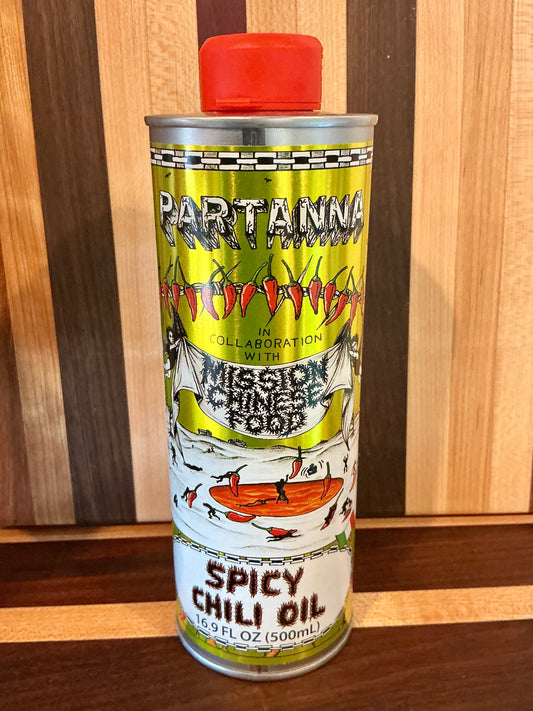 PARTANNA
IN
COLLABORATION
WITH
MISSION
CHINESE
FOOD
SPICY
CHILI OIL
16.9 FL OZ (500mL)